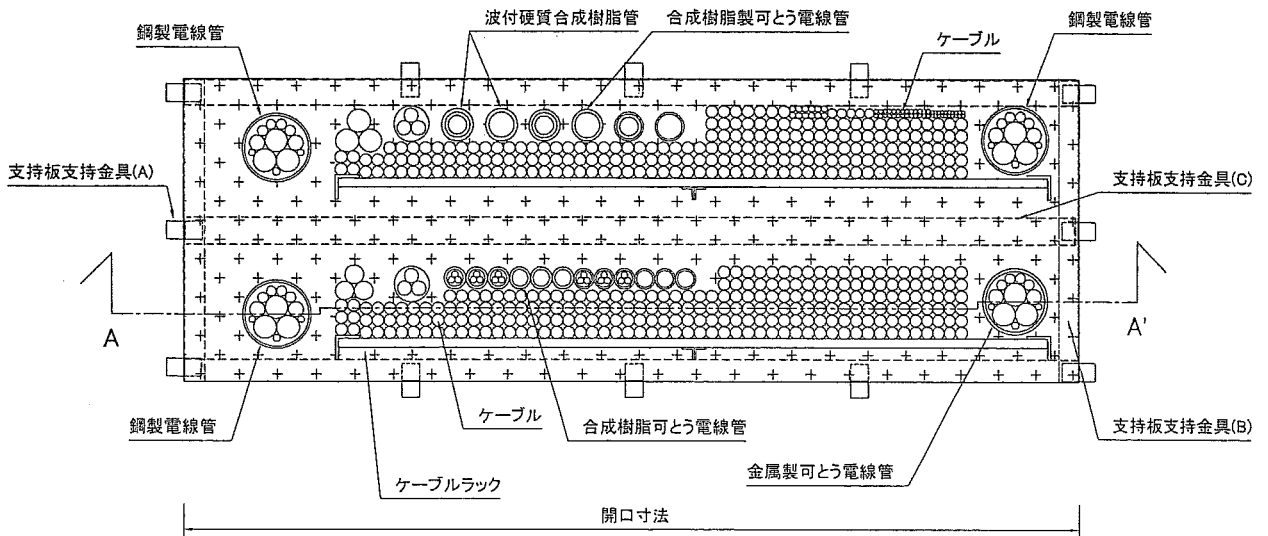 波付硬質合成樹脂管
合成樹脂製可とう電線管
鋼製電線管
ケーブル
鋼製電線管
支持板支持金具(A)
支持板支持金具(C)
A
A'
鋼製電線管
ケーブル
合成樹脂可とう電線管
支持板支持金具(B)
ケーブルラック
金属製可とう電線管
開口寸法